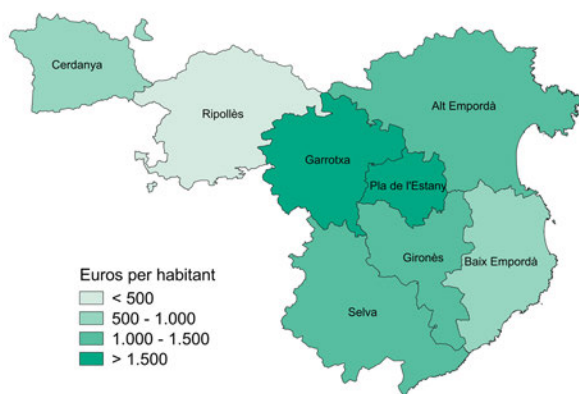 Cerdanya
Ripollès
Alt Empordà
Garrotxa
Pla de l'Estany
Gironès
Baix Empordà
Selva
Euros per habitant
< 500
500 - 1.000
1.000 - 1.500
> 1.500